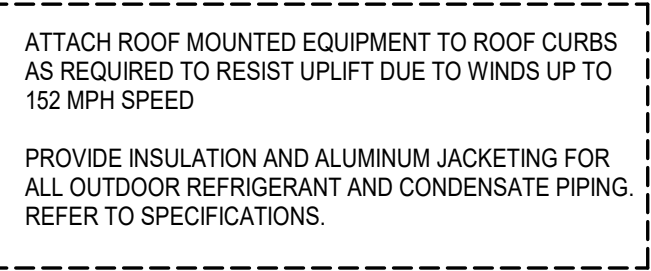 ATTACH ROOF MOUNTED EQUIPMENT TO ROOF CURBS
AS REQUIRED TO RESIST UPLIFT DUE TO WINDS UP TO
152 MPH SPEED
PROVIDE INSULATION AND ALUMINUM JACKETING FOR
ALL OUTDOOR REFRIGERANT AND CONDENSATE PIPING.
REFER TO SPECIFICATIONS.